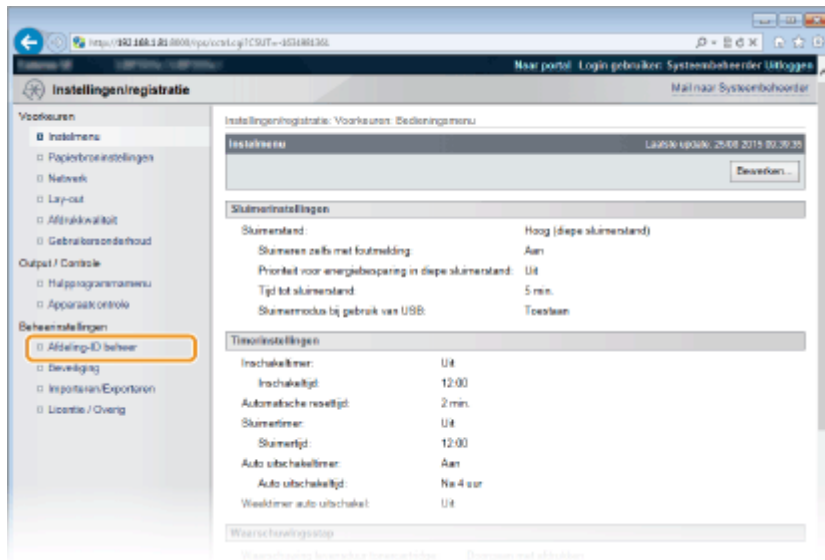 Naar portal Login gebruiker: Systeembeheerder Uitloggen
Instellingen/registratie
Mail naar Systeembeheerder
Voorkeuren
Instelmenu
Papierbroninstellingen
Netwerk
Lay-out
Afdrukkwaliteit
Gebruikersonderhoud
Output / Controle
Hulpprogrammamenu
Apparaatcontrole
Beheerinstellingen
Afdeling-ID beheer
Beveiliging
Importeren/Exporteren
Licentie / Overig
Instellingen/registratie: Voorkeuren: Bedieningsmenu
Instelmenu
Laatste update: 25/08 2015 09:39:35
Bewerken...
Sluimerinstellingen
Sluimerstand: Hoog (diepe sluimerstand)
Sluimeren zelfs met foutmelding: Aan
Prioriteit voor energiebesparing in diepe sluimerstand: Uit
Tijd tot sluimerstand: 5 min.
Sluimermodus bij gebruik van USB: Toestaan
Timerinstellingen
Inschakeltimer: Uit
Inschakeltijd: 12:00
Automatische resettijd: 2 min.
Sluimertimer: Uit
Sluimertijd: 12:00
Auto uitschakeltimer: Aan
Auto uitschakeltijd: Na 4 uur
Weektimer auto uitschakel.: Uit
Waarschuwingsstap